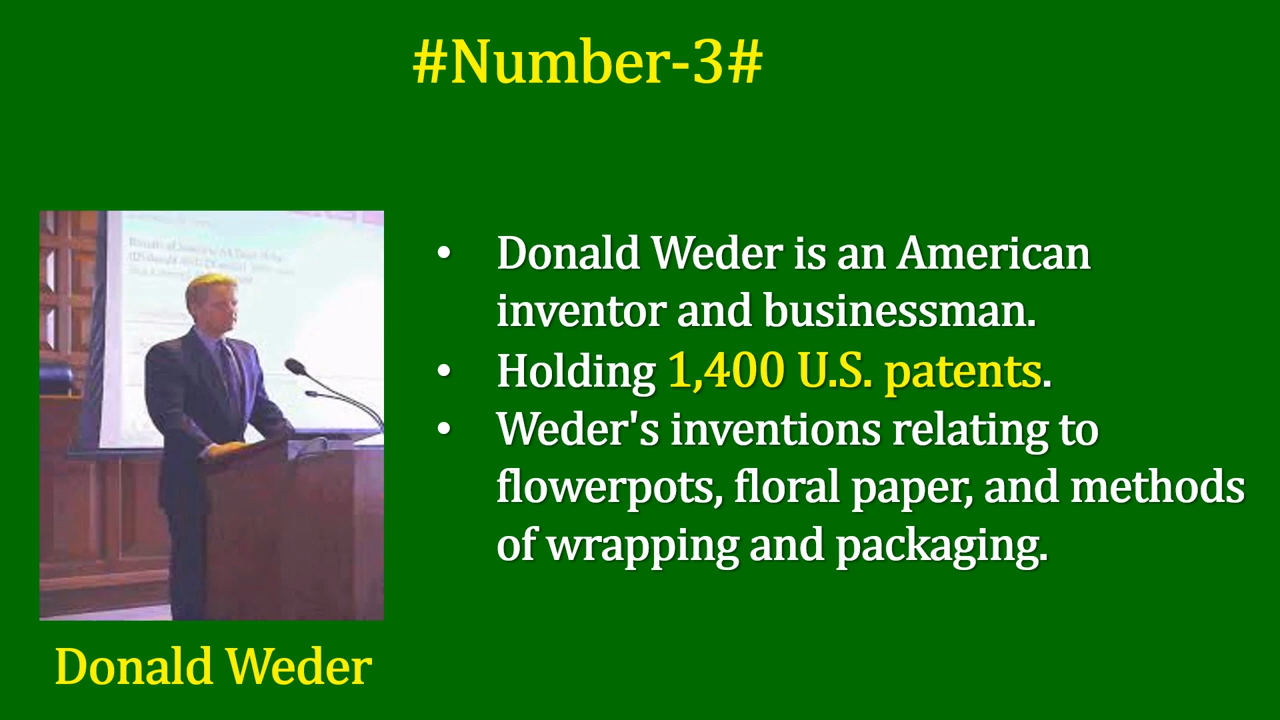 #Number-3#
• Donald Weder is an American
inventor and businessman.
• Holding 1,400 U.S. patents.
• Weder's inventions relating to
flowerpots, floral paper, and methods
of wrapping and packaging.
Donald Weder